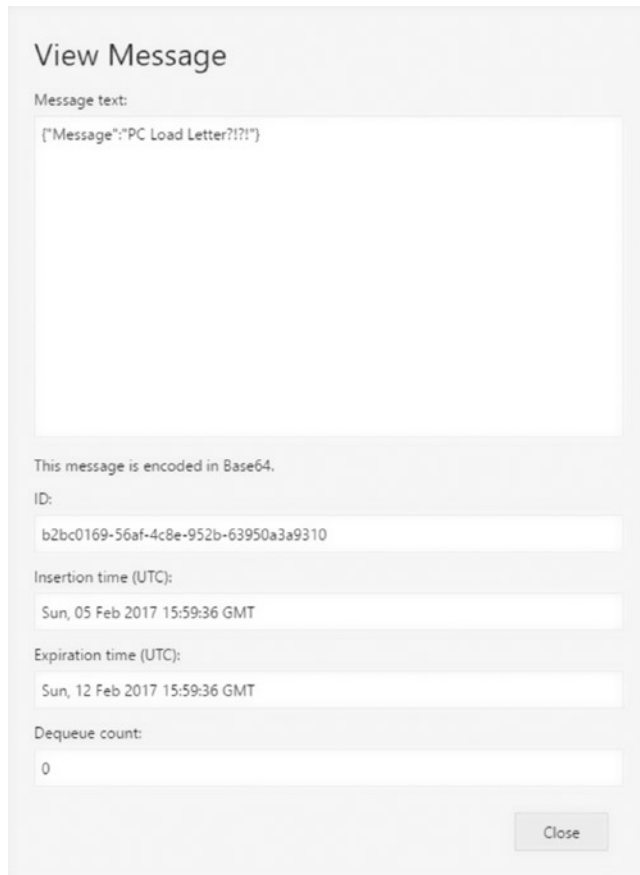 View Message
Message text:
{"Message":"PC Load Letter?!?!"}
This message is encoded in Base64.
ID:
b2bc0169-56af-4c8e-952b-63950a3a9310
Insertion time (UTC):
Sun, 05 Feb 2017 15:59:36 GMT
Expiration time (UTC):
Sun, 12 Feb 2017 15:59:36 GMT
Dequeue count:
0
Close